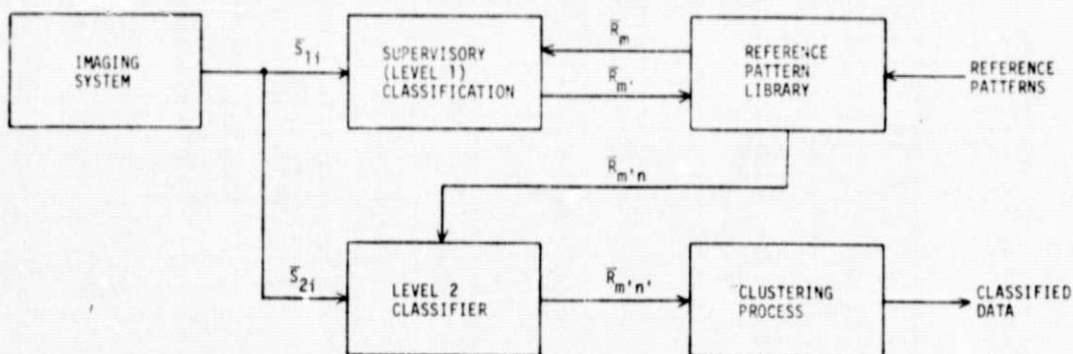 IMAGING
SYSTEM
S̄1i
SUPERVISORY
(LEVEL 1)
CLASSIFICATION
R̄m
R̄m'
REFERENCE
PATTERN
LIBRARY
REFERENCE
PATTERNS
R̄m'n
S̄2i
LEVEL 2
CLASSIFIER
R̄m'n'
CLUSTERING
PROCESS
CLASSIFIED
DATA